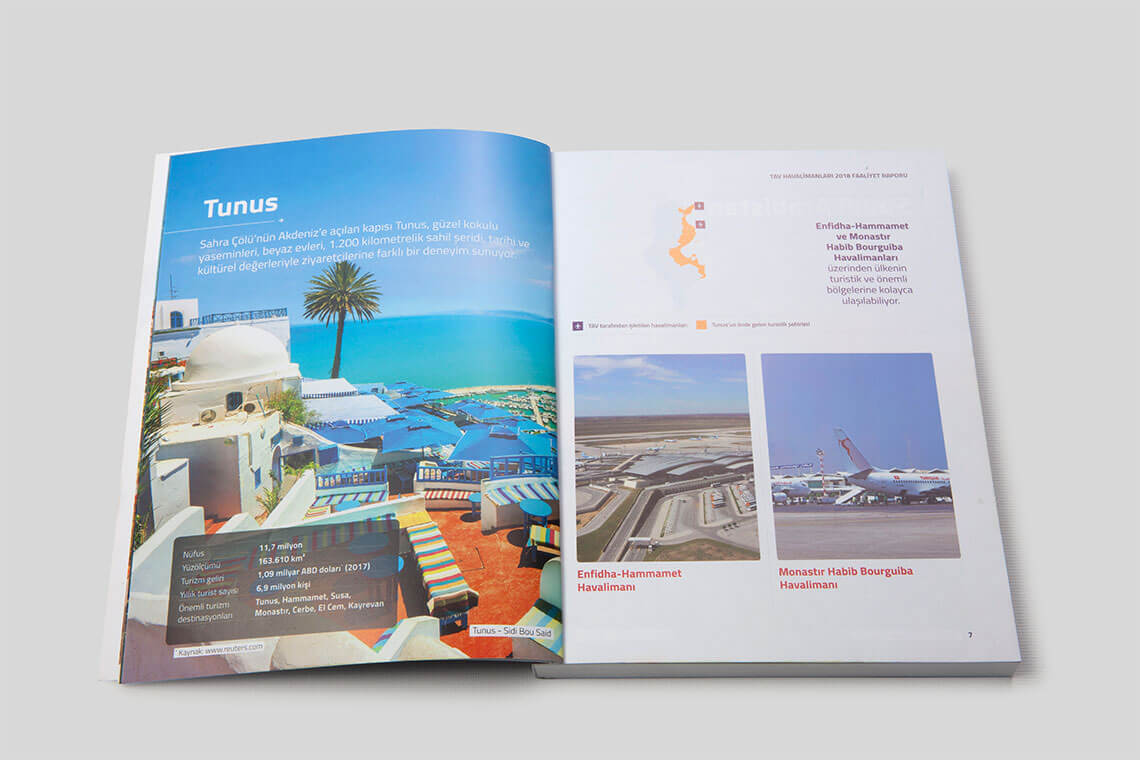 Tunus
Sahra Çölü'nün Akdeniz'e açılan kapısı Tunus, güzel kokulu
yaseminleri, beyaz evleri, 1.200 kilometrelik sahil şeridi, tarihi ve
kültürel değerleriyle ziyaretçilerine farklı bir deneyim sunuyor.
Nüfus 11,7 milyon
Yüzölçümü 163.610 km²
Turizm geliri 1,09 milyar ABD doları* (2017)
Yıllık turist sayısı 6,9 milyon kişi
Önemli turizm Tunus, Hammamet, Susa,
destinasyonları Monastır, Cerbe, El Cem, Kayrevan
* Kaynak: www.reuters.com
Tunus - Sidi Bou Said
TAV HAVALİMANLARI 2018 FAALİYET RAPORU
Enfidha-Hammamet
ve Monastır
Habib Bourguiba
Havalimanları
üzerinden ülkenin
turistik ve önemli
bölgelerine kolayca
ulaşılabiliyor.
TAV tarafından işletilen havalimanları
Tunus'un önde gelen turistik şehirleri
Enfidha-Hammamet
Havalimanı
Monastır Habib Bourguiba
Havalimanı
7